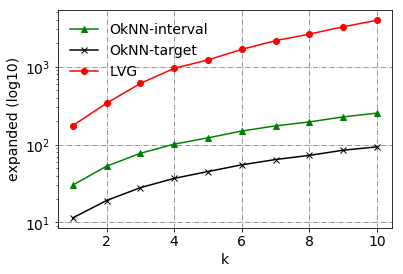 OkNN-interval
OkNN-target
LVG
expanded (log10)
10³
10²
10¹
2 4 6 8 10
k